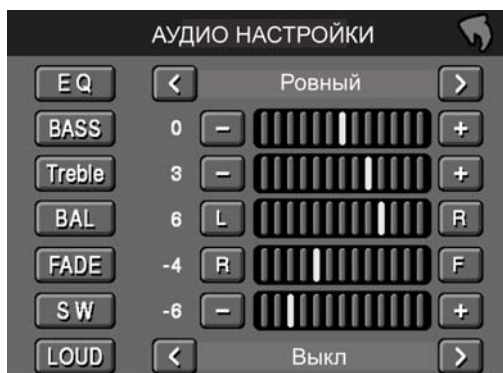 АУДИО НАСТРОЙКИ
EQ < Ровный >
BASS 0 - +
Treble 3 - +
BAL 6 L R
FADE -4 R F
SW -6 - +
LOUD < Выкл >